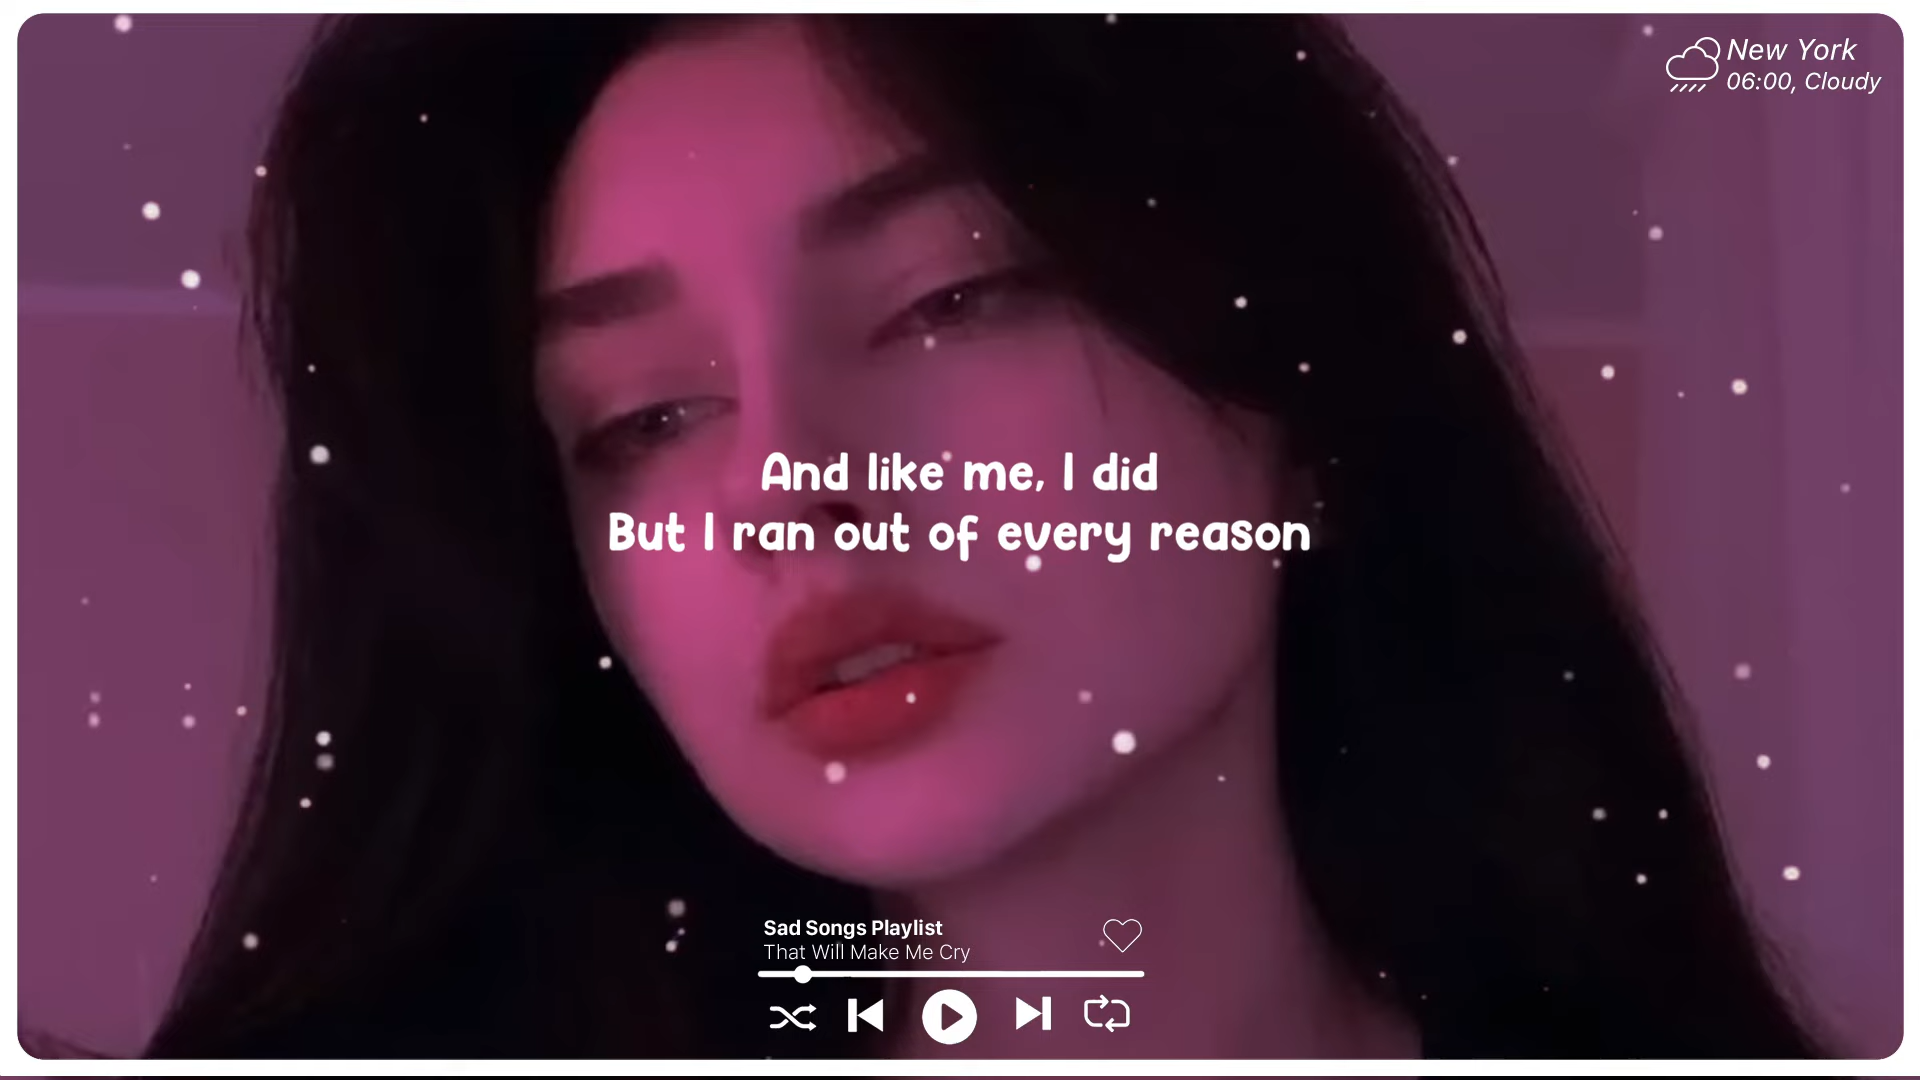 New York
06:00, Cloudy
And like me, I did
But I ran out of every reason
Sad Songs Playlist
That Will Make Me Cry